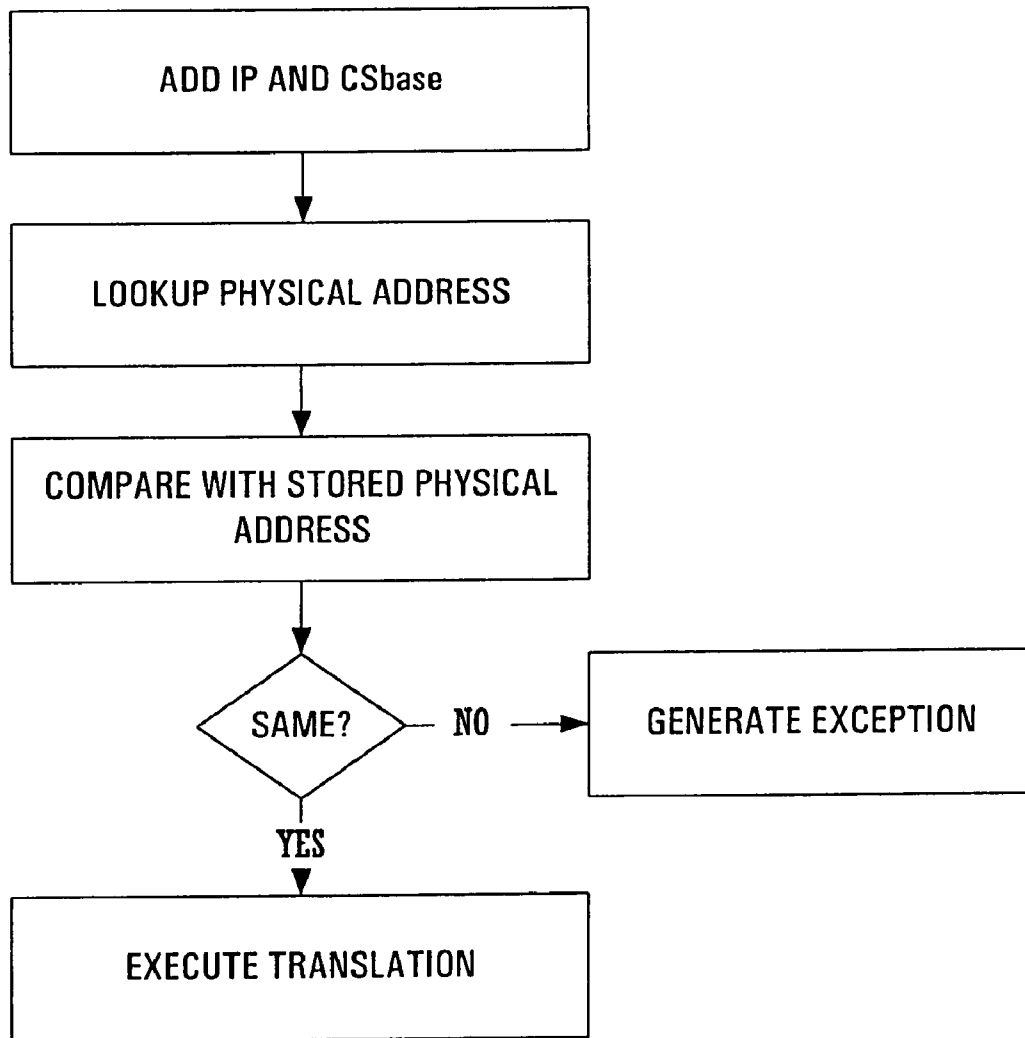 ADD IP AND CSbase
LOOKUP PHYSICAL ADDRESS
COMPARE WITH STORED PHYSICAL
ADDRESS
SAME?
NO
GENERATE EXCEPTION
YES
EXECUTE TRANSLATION